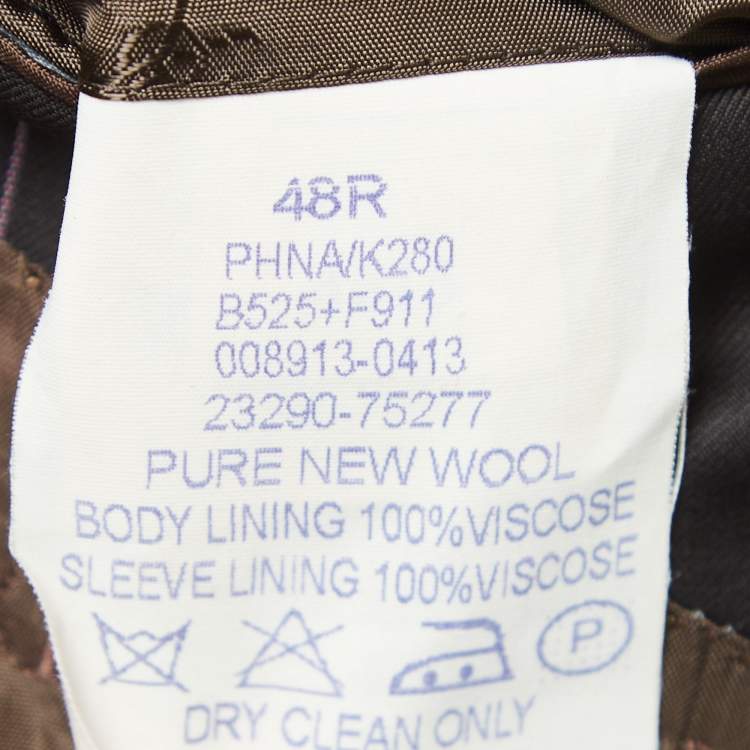 48R
PHNA/K280
B525+F911
008913-0413
23290-75277
PURE NEW WOOL
BODY LINING 100%VISCOSE
SLEEVE LINING 100%VISCOSE
P
DRY CLEAN ONLY